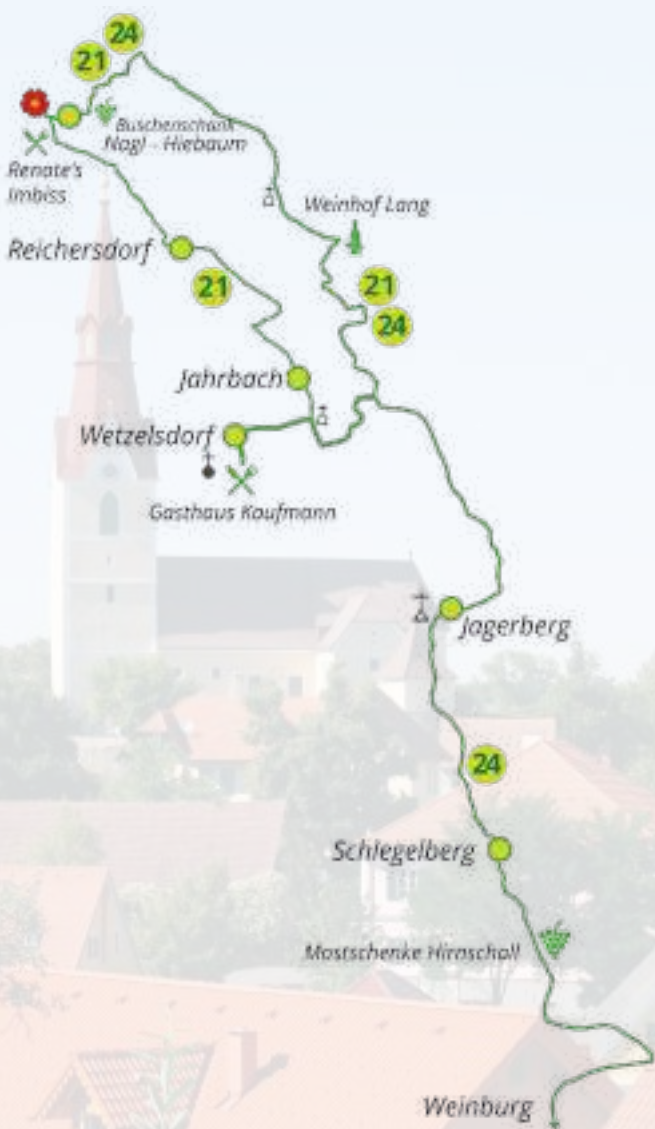 24
21
Buschenschank
Nagl - Hiebaum
Renate's
Imbiss
Weinhof Lang
Reichersdorf
21
21
24
Jahrbach
Wetzelsdorf
Gasthaus Kaufmann
Jagerberg
24
Schlegelberg
Mostschenke Hirnschall
Weinburg